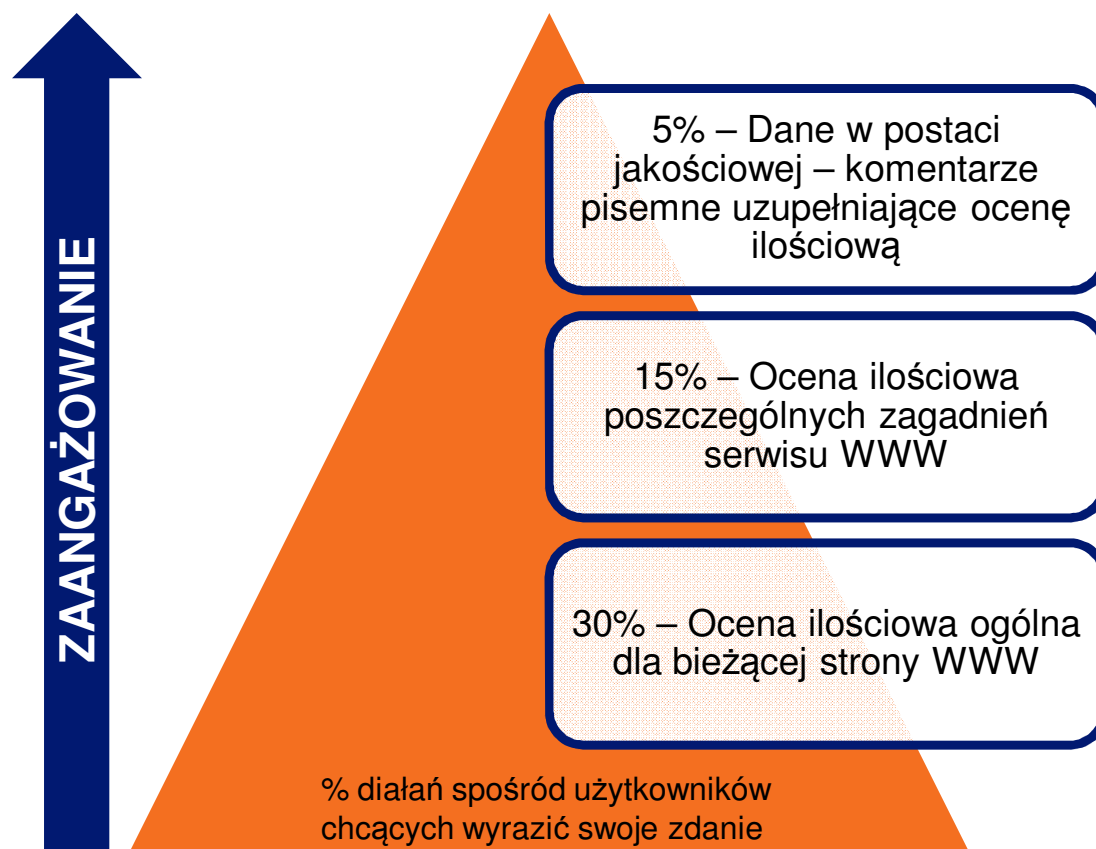 ZAANGAŻOWANIE
5% – Dane w postaci
jakościowej – komentarze
pisemne uzupełniające ocenę
ilościową
15% – Ocena ilościowa
poszczególnych zagadnień
serwisu WWW
30% – Ocena ilościowa ogólna
dla bieżącej strony WWW
% działań spośród użytkowników
chcących wyrazić swoje zdanie